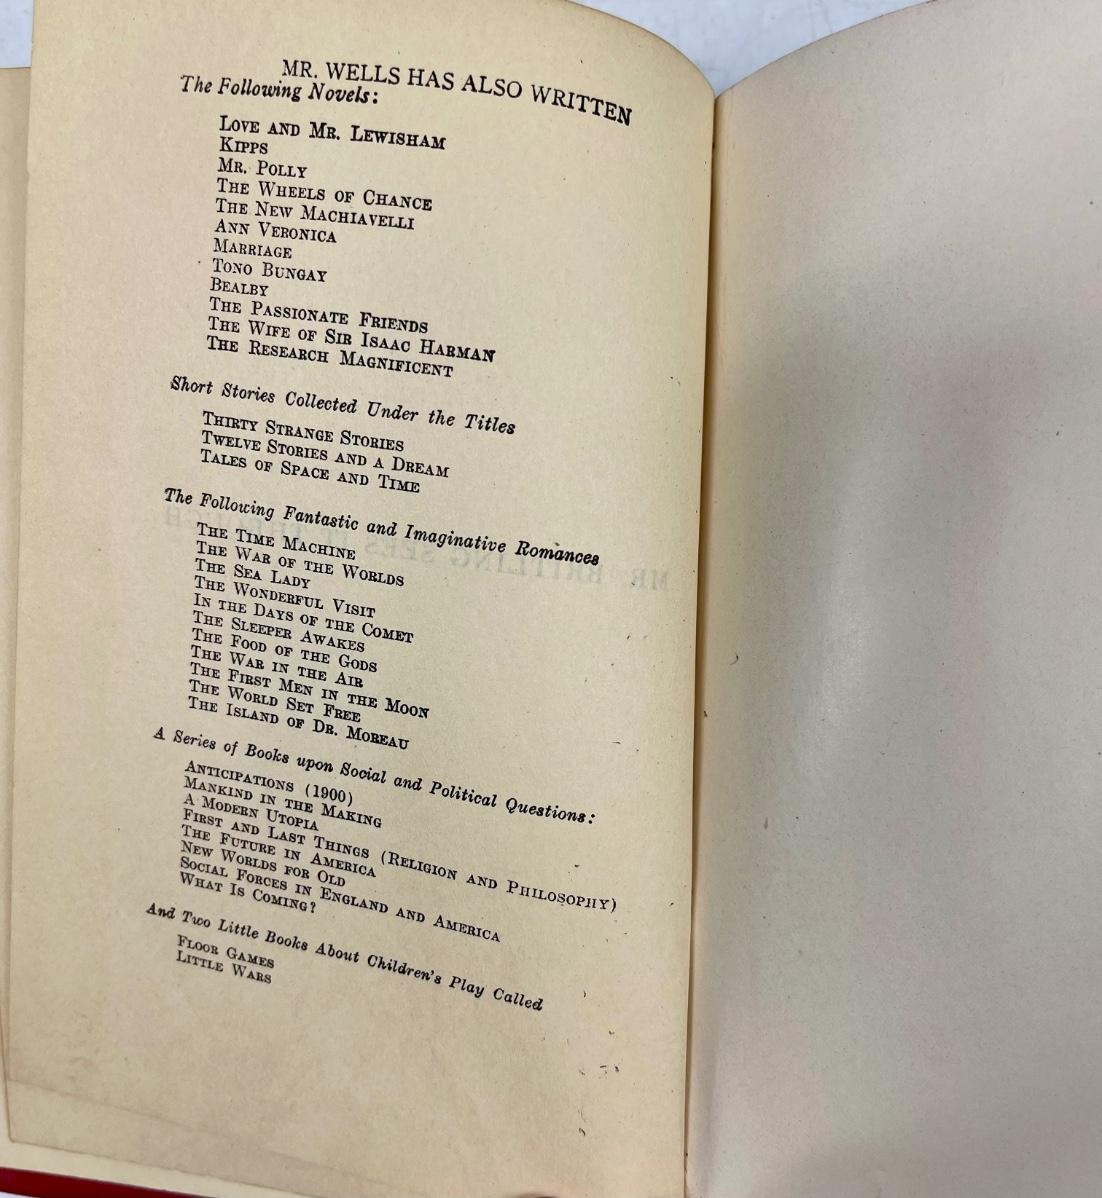 MR. WELLS HAS ALSO WRITTEN
The Following Novels:
LOVE AND MR. LEWISHAM
KIPPS
MR. POLLY
THE WHEELS OF CHANCE
THE NEW MACHIAVELLI
ANN VERONICA
MARRIAGE
TONO BUNGAY
BEALBY
THE PASSIONATE FRIENDS
THE WIFE OF SIR ISAAC HARMAN
THE RESEARCH MAGNIFICENT
Short Stories Collected Under the Titles
THIRTY STRANGE STORIES
TWELVE STORIES AND A DREAM
TALES OF SPACE AND TIME
The Following Fantastic and Imaginative Romances
THE TIME MACHINE
THE WAR OF THE WORLDS
THE SEA LADY
THE WONDERFUL VISIT
IN THE DAYS OF THE COMET
THE SLEEPER AWAKES
THE FOOD OF THE GODS
THE WAR IN THE AIR
THE FIRST MEN IN THE MOON
THE WORLD SET FREE
THE ISLAND OF DR. MOREAU
A Series of Books upon Social and Political Questions:
ANTICIPATIONS (1900)
MANKIND IN THE MAKING
A MODERN UTOPIA
FIRST AND LAST THINGS (RELIGION AND PHILOSOPHY)
THE FUTURE IN AMERICA
NEW WORLDS FOR OLD
SOCIAL FORCES IN ENGLAND AND AMERICA
WHAT IS COMING?
And Two Little Books About Children's Play Called
FLOOR GAMES
LITTLE WARS
MR BRITLING SEES IT THROUGH